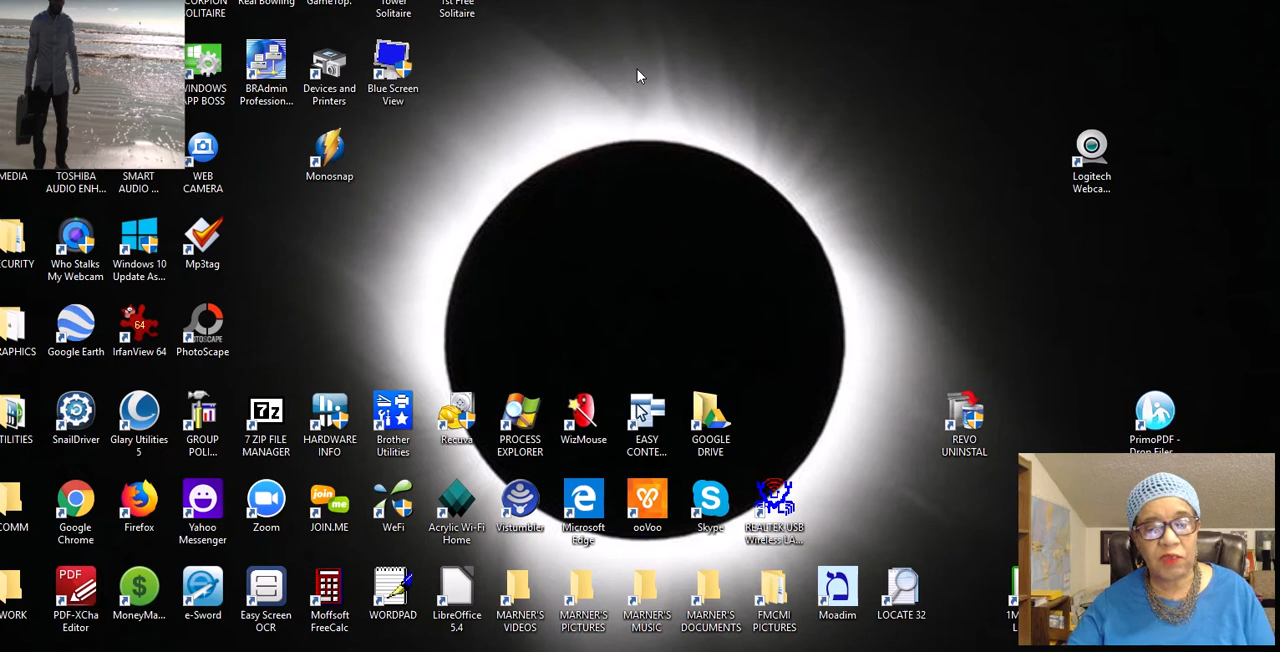 SCORPION
SOLITAIRE
Real Bowling
GameTop.
Tower
Solitaire
1st Free
Solitaire
WINDOWS
APP BOSS
BRAdmin
Profession...
Devices and
Printers
Blue Screen
View
MEDIA
TOSHIBA
AUDIO ENH...
SMART
AUDIO ...
WEB
CAMERA
Monosnap
Logitech
Webca...
ECURITY
Who Stalks
My Webcam
Windows 10
Update As...
Mp3tag
64
PHOTOSCAPE
RAPHICS
Google Earth
IrfanView 64
PhotoScape
7z
TILITIES
SnailDriver
Glary Utilities
5
GROUP
POLI...
7 ZIP FILE
MANAGER
HARDWARE
INFO
Brother
Utilities
Recuva
PROCESS
EXPLORER
WizMouse
EASY
CONTE...
GOOGLE
DRIVE
REVO
UNINSTAL
PrimoPDF -
Drop Files
join
me
COMM
Google
Chrome
Firefox
Yahoo
Messenger
Zoom
JOIN.ME
WeFi
Acrylic Wi-Fi
Home
Vistumbler
Microsoft
Edge
ooVoo
Skype
REALTEK USB
Wireless LA...
PDF
WORK
PDF-XCha
Editor
MoneyMa...
e-Sword
Easy Screen
OCR
Moffsoft
FreeCalc
WORDPAD
LibreOffice
5.4
MARNER'S
VIDEOS
MARNER'S
PICTURES
MARNER'S
MUSIC
MARNER'S
DOCUMENTS
FMCMI
PICTURES
מ
Moadim
LOCATE 32